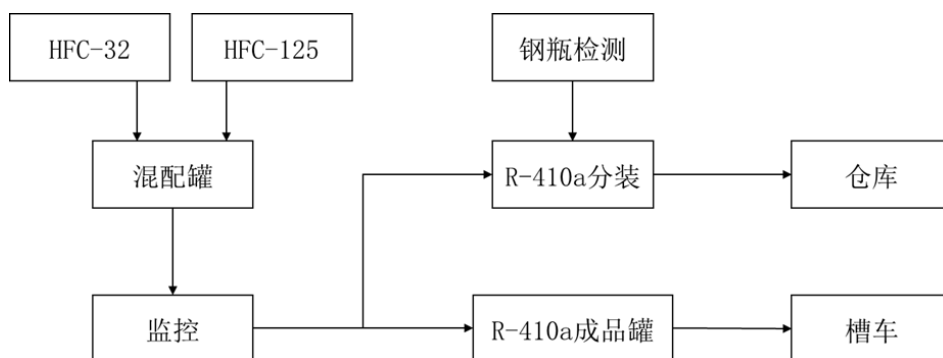 HFC-32
HFC-125
钢瓶检测
混配罐
R-410a分装
仓库
监控
R-410a成品罐
槽车